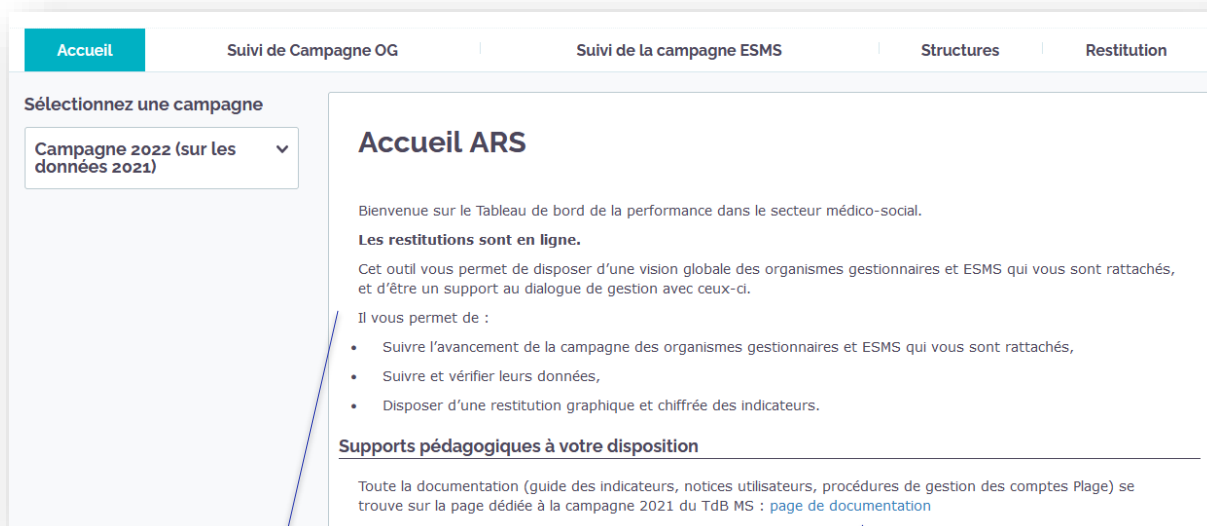 Accueil
Suivi de Campagne OG
Suivi de la campagne ESMS
Structures
Restitution
Sélectionnez une campagne
Campagne 2022 (sur les
données 2021)
Accueil ARS
Bienvenue sur le Tableau de bord de la performance dans le secteur médico-social.
Les restitutions sont en ligne.
Cet outil vous permet de disposer d'une vision globale des organismes gestionnaires et ESMS qui vous sont rattachés,
et d'être un support au dialogue de gestion avec ceux-ci.
Il vous permet de :
• Suivre l'avancement de la campagne des organismes gestionnaires et ESMS qui vous sont rattachés,
• Suivre et vérifier leurs données,
• Disposer d'une restitution graphique et chiffrée des indicateurs.
Supports pédagogiques à votre disposition
Toute la documentation (guide des indicateurs, notices utilisateurs, procédures de gestion des comptes Plage) se
trouve sur la page dédiée à la campagne 2021 du TdB MS : page de documentation